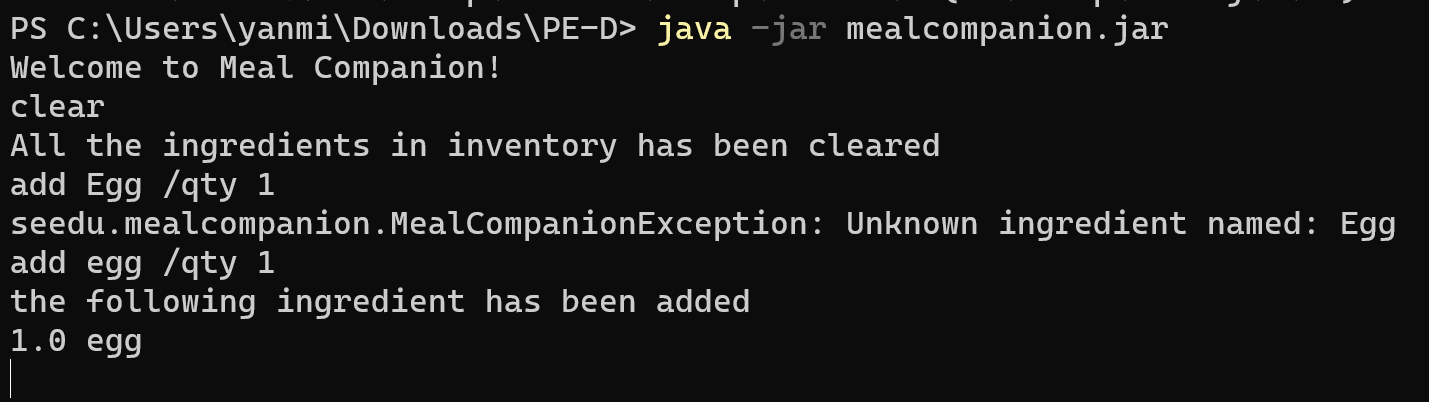 PS C:\Users\yanmi\Downloads\PE-D> java -jar mealcompanion.jar
Welcome to Meal Companion!
clear
All the ingredients in inventory has been cleared
add Egg /qty 1
seedu.mealcompanion.MealCompanionException: Unknown ingredient named: Egg
add egg /qty 1
the following ingredient has been added
1.0 egg